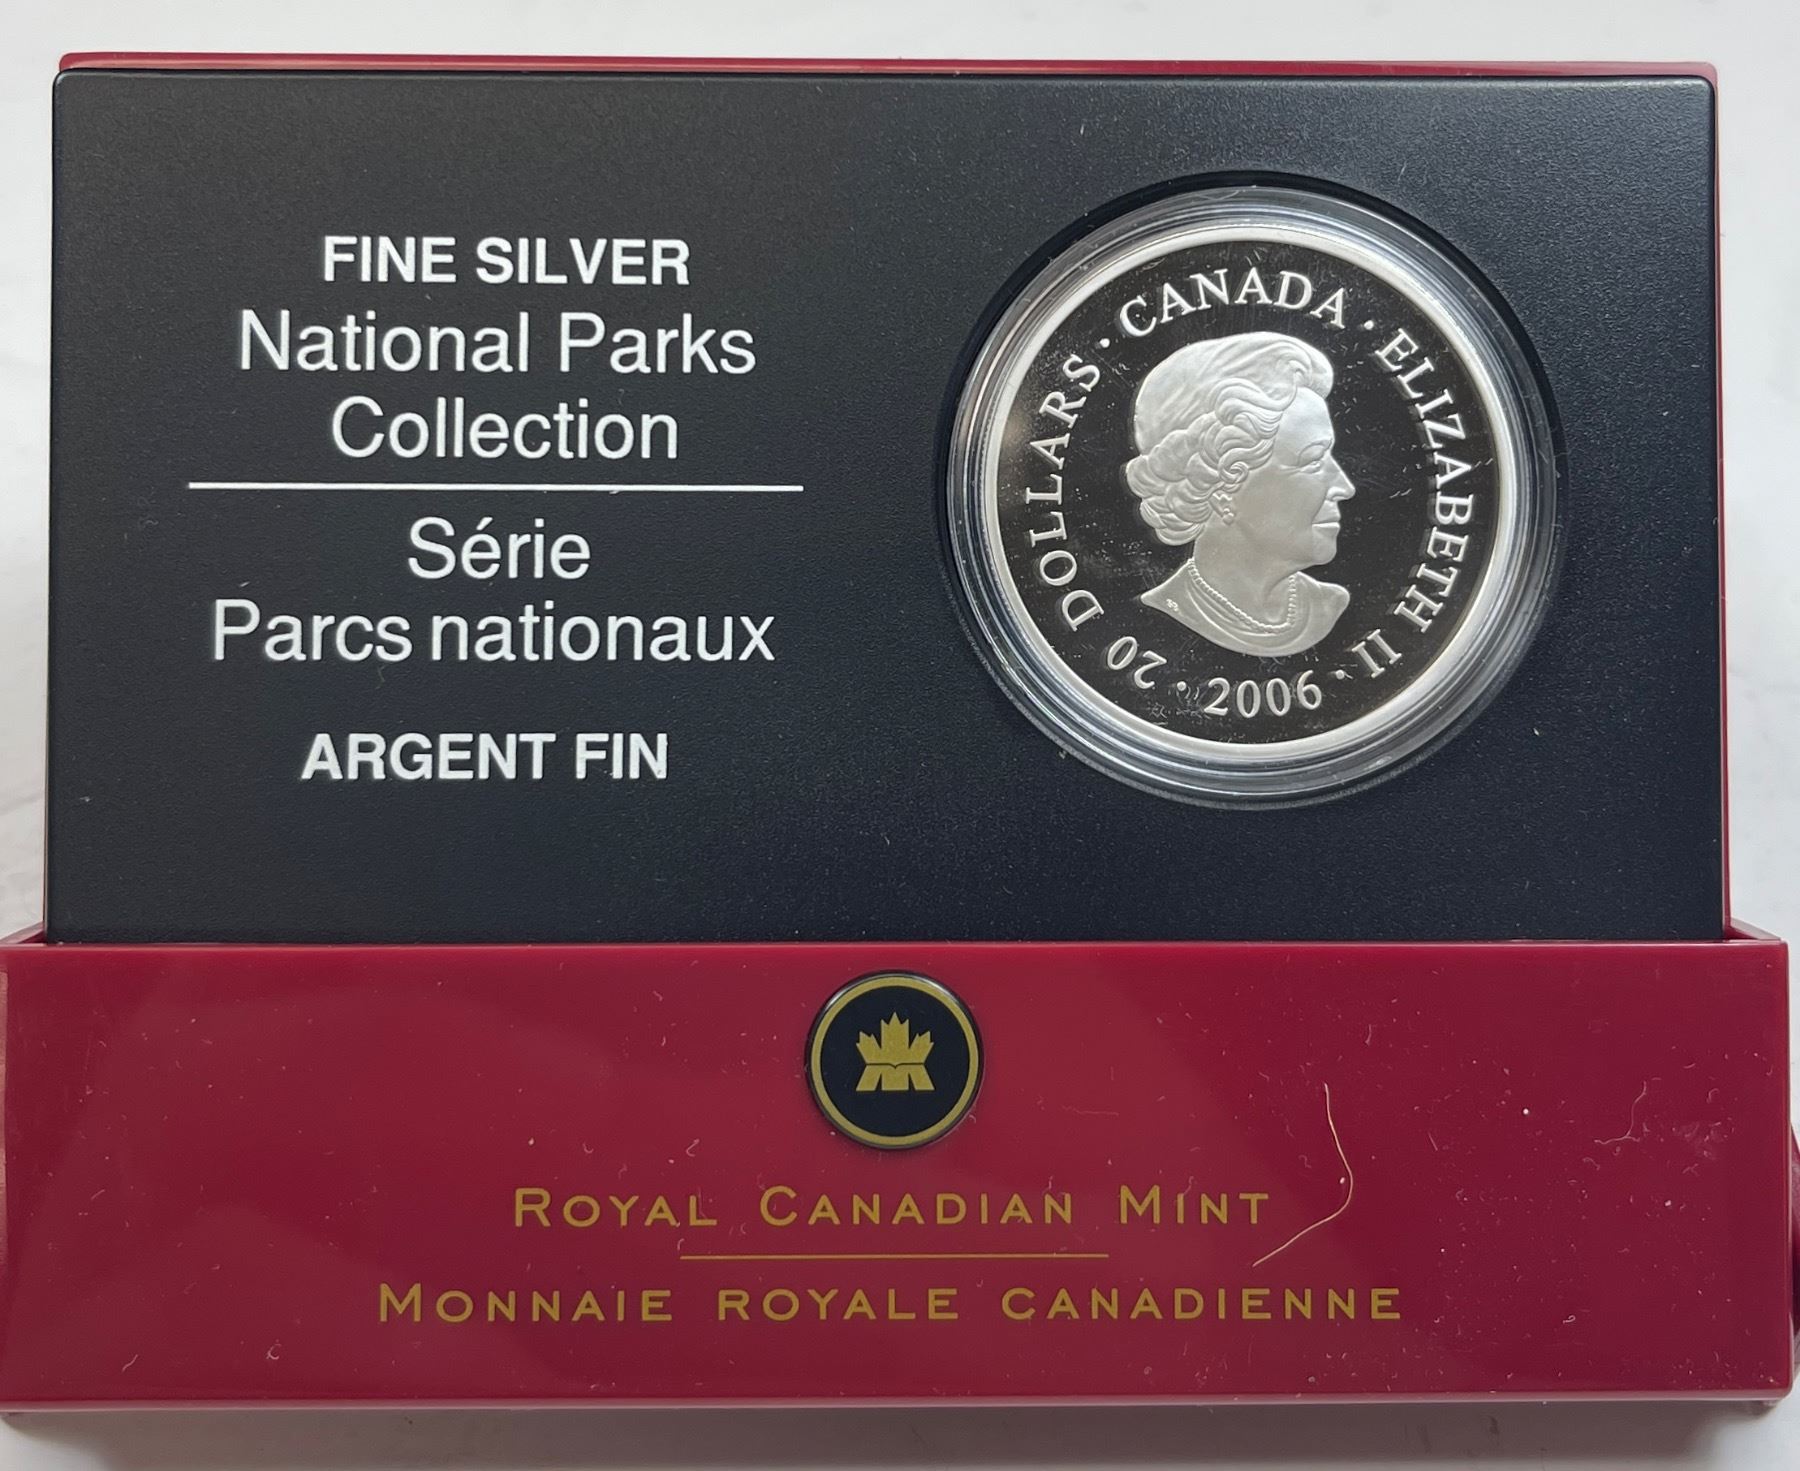 FINE SILVER
National Parks
Collection
Série
Parcs nationaux
ARGENT FIN
20 DOLLARS · CANADA · ELIZABETH II · 2006 ·
ROYAL CANADIAN MINT
MONNAIE ROYALE CANADIENNE